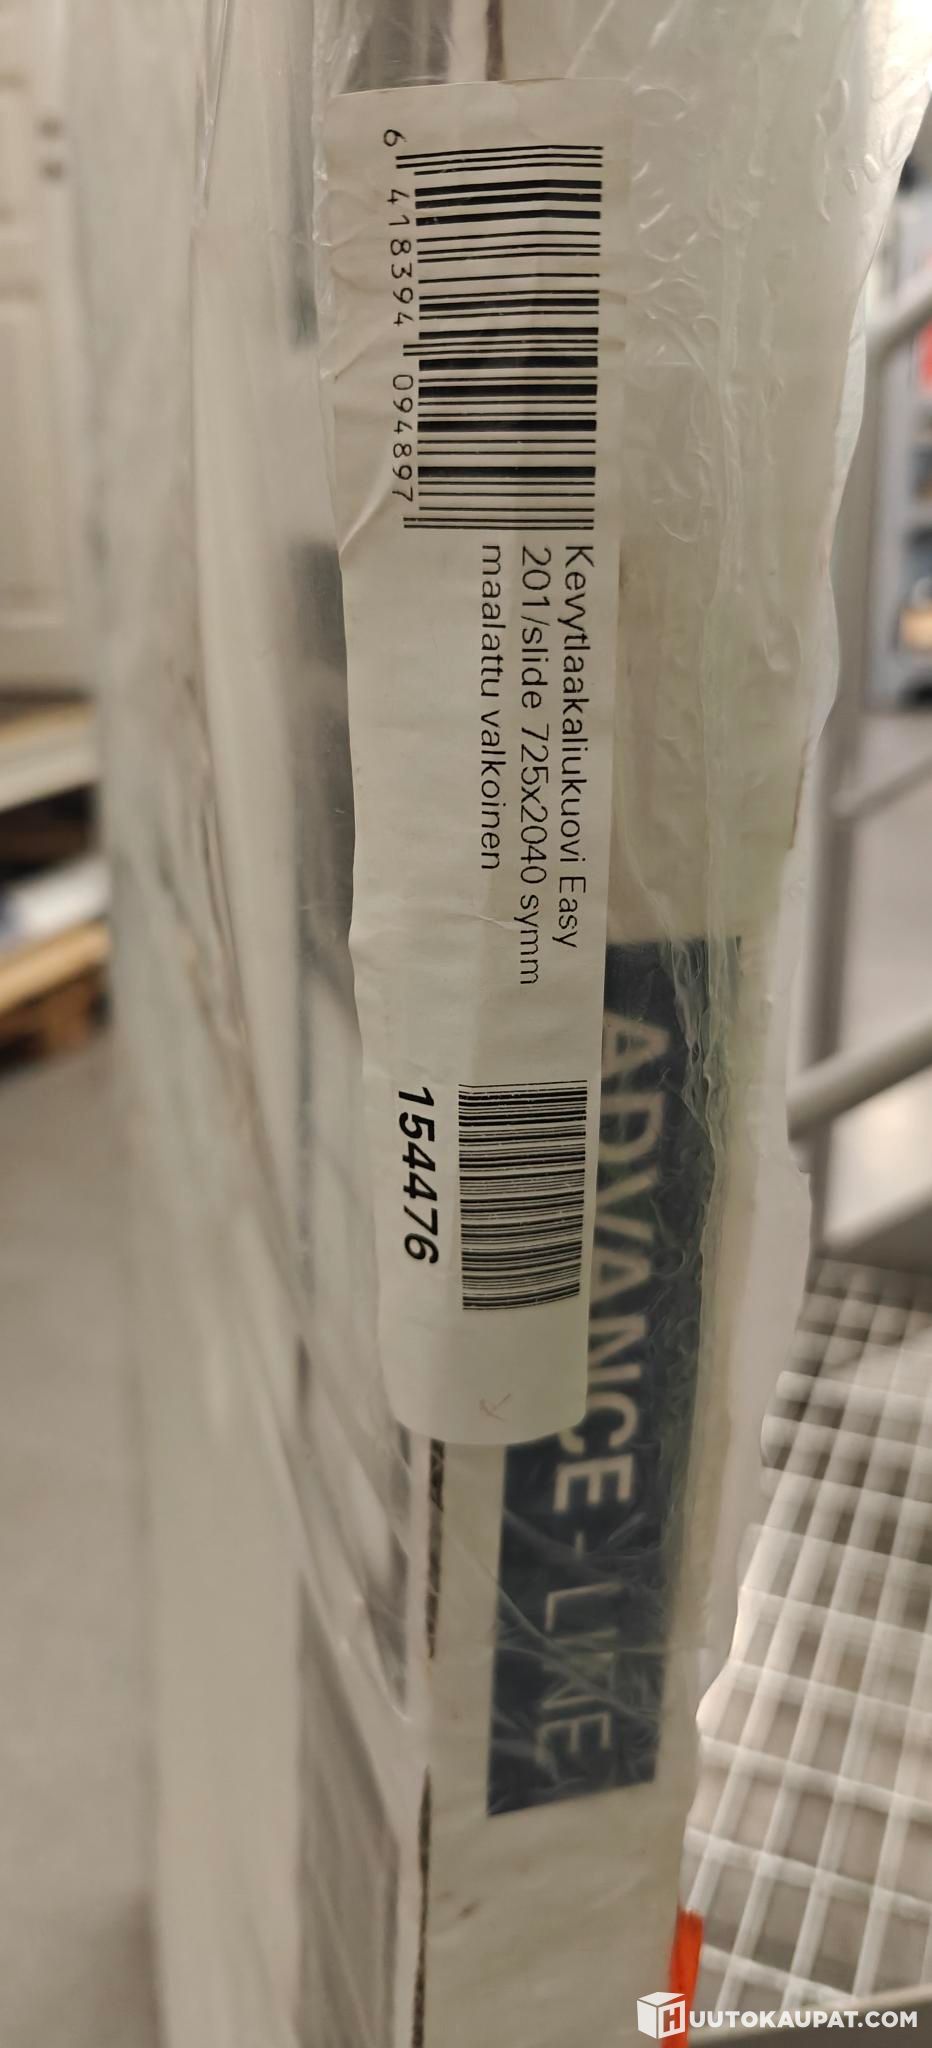 6 418394 094897
Kevytlaakaliukuovi Easy
201/slide 725x2040 symm
maalattu valkoinen
154476
ADVANCE-LINE
HUUTOKAUPAT.COM